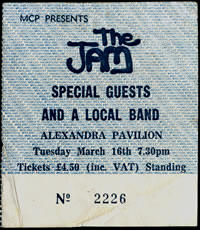 MCP PRESENTS
The
JAM
SPECIAL GUESTS
AND A LOCAL BAND
ALEXANDRA PAVILION
Tuesday March 16th 7.30pm
Tickets £4.50 (inc. VAT) Standing
Nº 2226